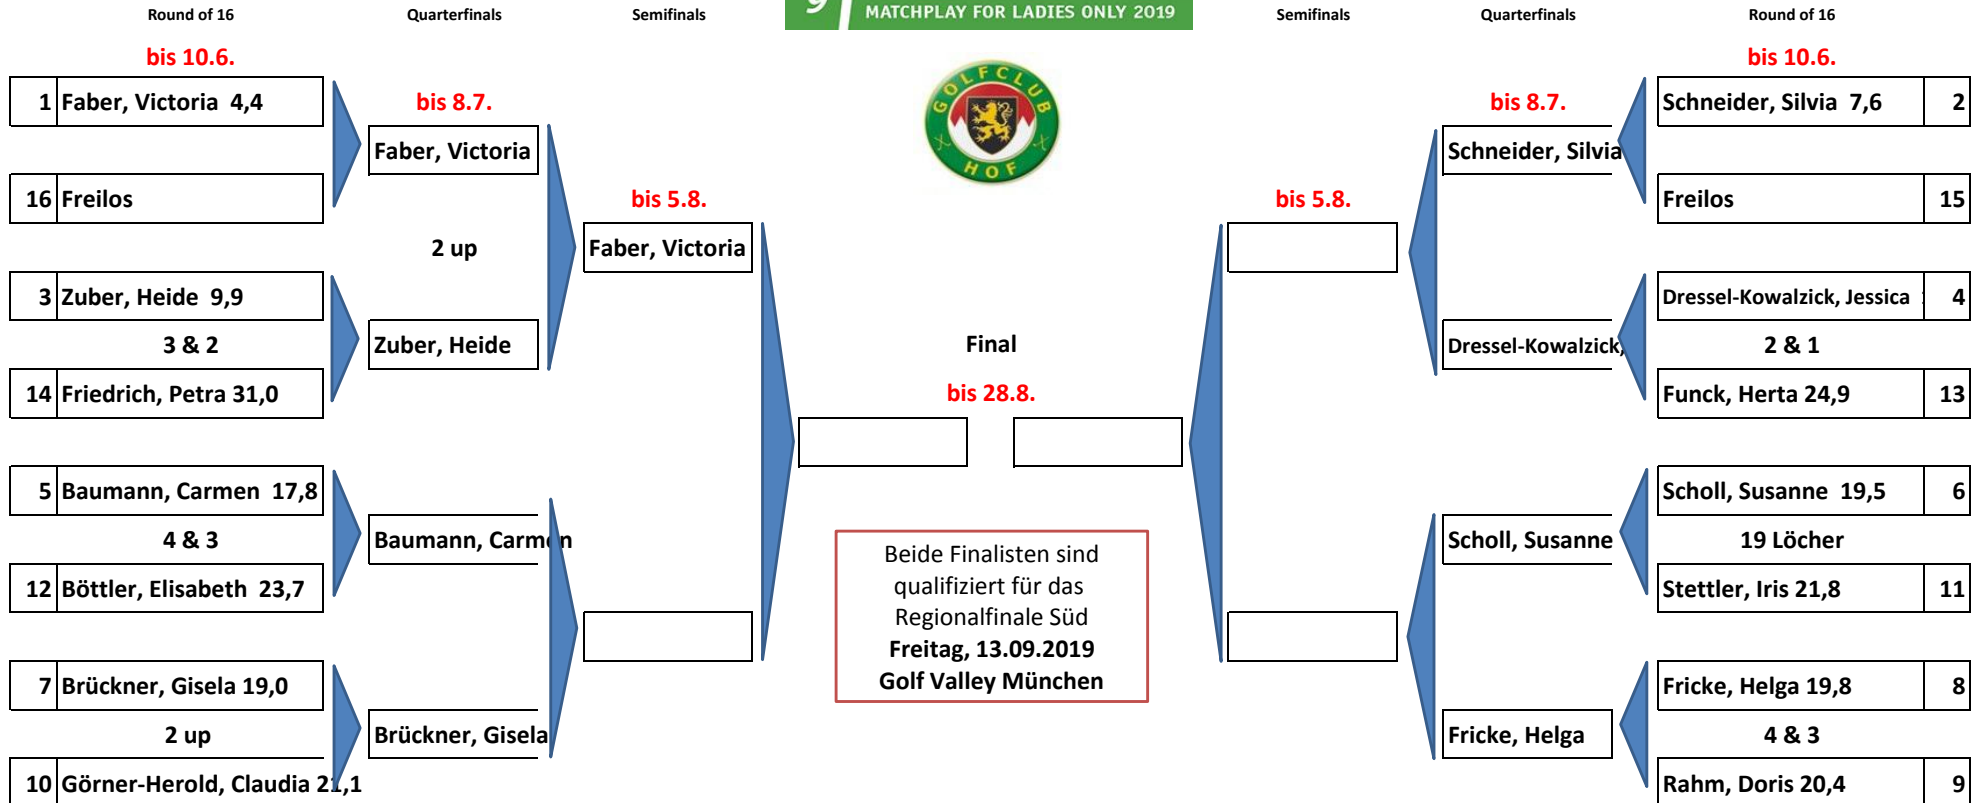 9
MATCHPLAY FOR LADIES ONLY 2019
Round of 16
Quarterfinals
Semifinals
Semifinals
Quarterfinals
Round of 16
bis 10.6.
bis 10.6.
1 Faber, Victoria 4,4
bis 8.7.
GOLFCLUB
HOF
bis 8.7.
Schneider, Silvia 7,6 2
Faber, Victoria
Schneider, Silvia
16 Freilos
bis 5.8.
bis 5.8.
Freilos 15
2 up
Faber, Victoria
3 Zuber, Heide 9,9
Dressel-Kowalzick, Jessica 4
3 & 2
Zuber, Heide
Final
Dressel-Kowalzick,
2 & 1
14 Friedrich, Petra 31,0
bis 28.8.
Funck, Herta 24,9 13
5 Baumann, Carmen 17,8
Scholl, Susanne 19,5 6
4 & 3
Baumann, Carmen
Beide Finalisten sind
qualifiziert für das
Regionalfinale Süd
Freitag, 13.09.2019
Golf Valley München
Scholl, Susanne
19 Löcher
12 Böttler, Elisabeth 23,7
Stettler, Iris 21,8 11
7 Brückner, Gisela 19,0
Fricke, Helga 19,8 8
2 up
Brückner, Gisela
Fricke, Helga
4 & 3
10 Görner-Herold, Claudia 21,1
Rahm, Doris 20,4 9